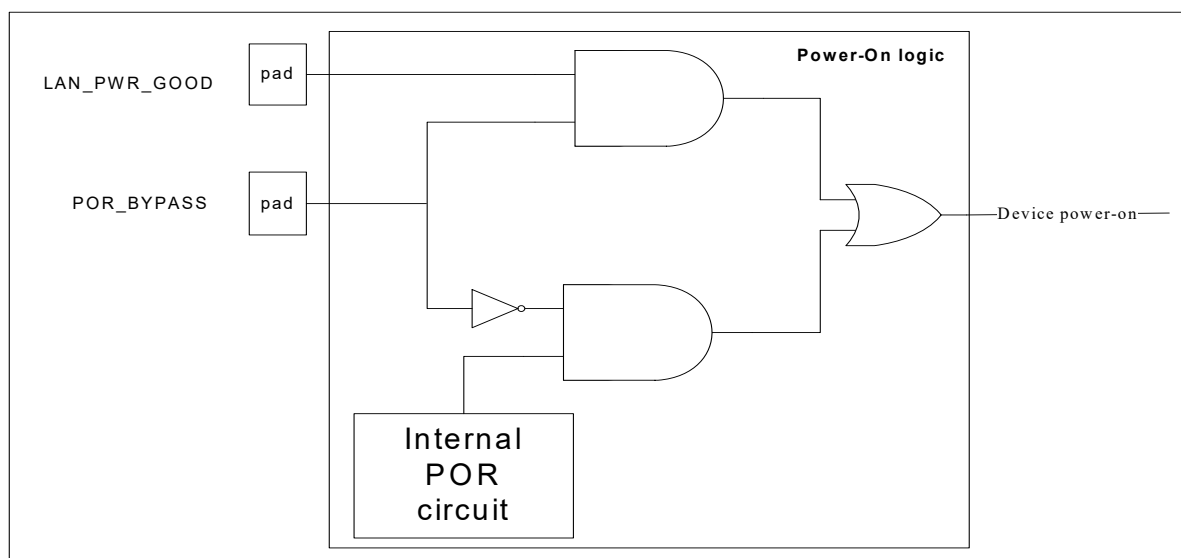 Power-On logic
LAN_PWR_GOOD
pad
POR_BYPASS
pad
Device power-on
Internal
POR
circuit